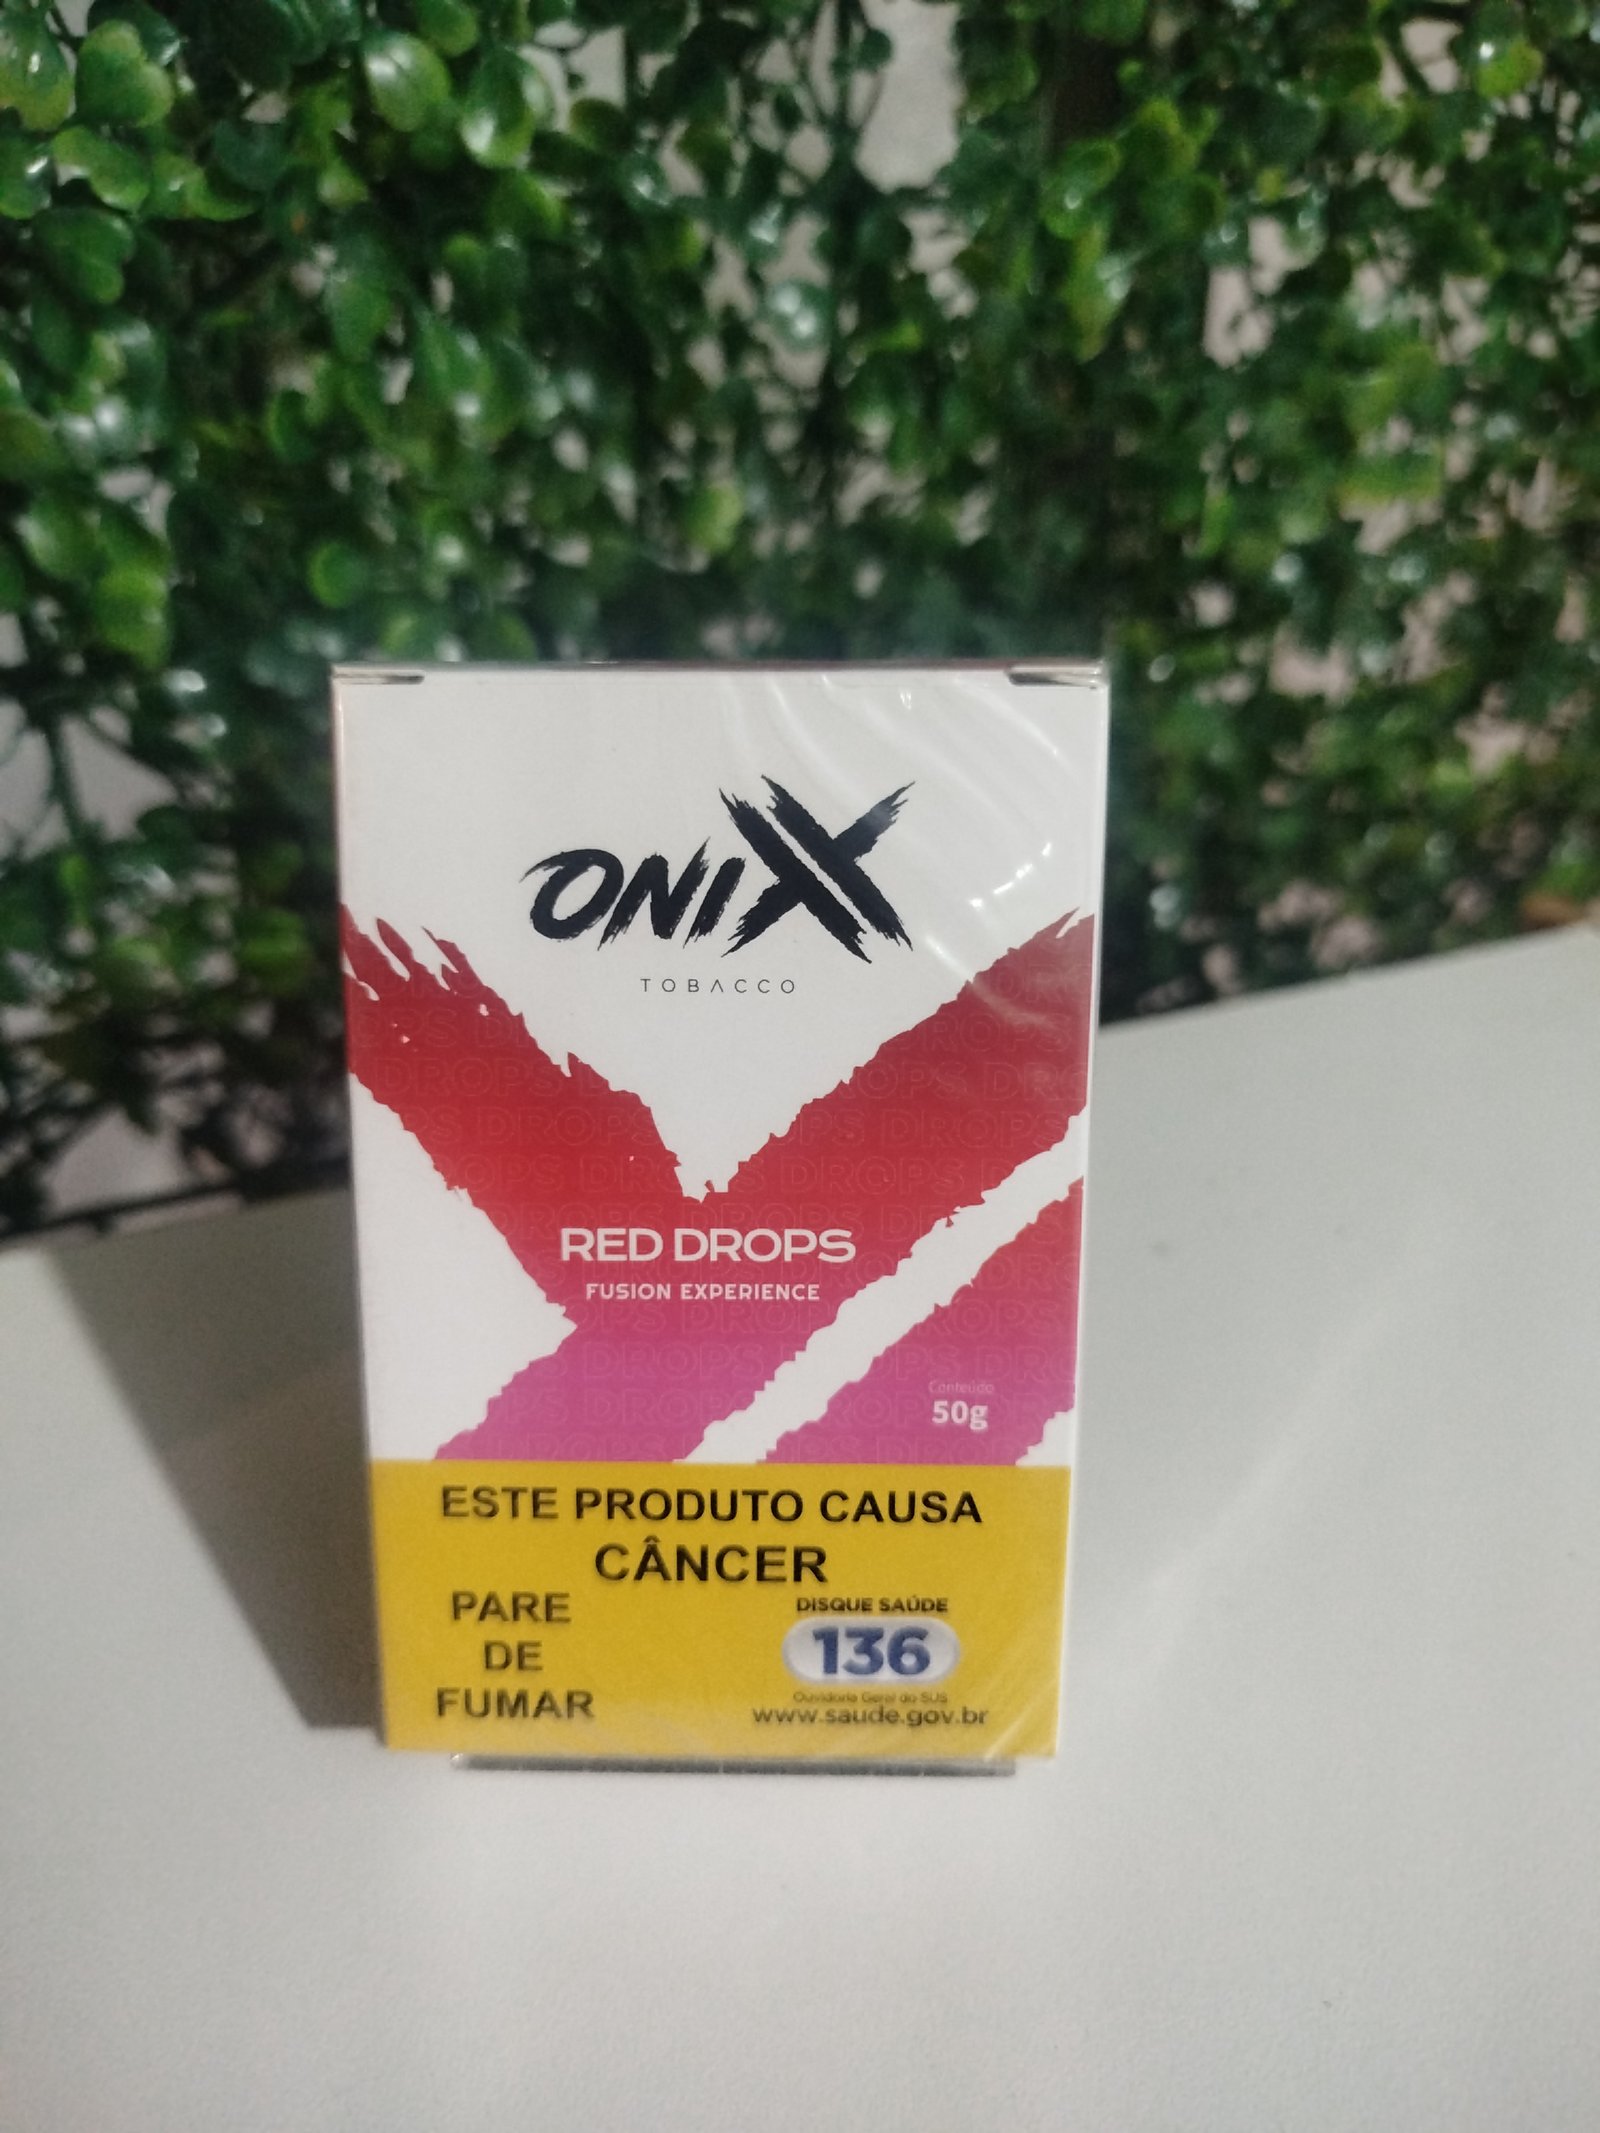 ONIX
TOBACCO
RED DROPS
FUSION EXPERIENCE
Conteúdo
50g
ESTE PRODUTO CAUSA
CÂNCER
PARE
DE
FUMAR
DISQUE SAÚDE
136
Ouvidoria Geral do SUS
www.saude.gov.br